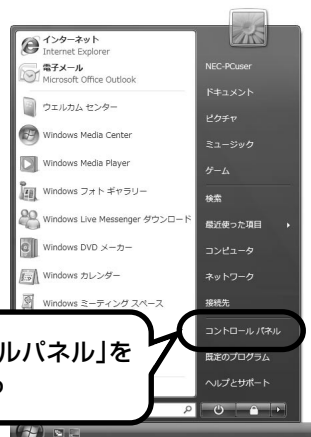 インターネット
Internet Explorer
電子メール
Microsoft Office Outlook
ウェルカム センター
Windows Media Center
Windows Media Player
Windows フォト ギャラリー
Windows Live Messenger ダウンロード
Windows DVD メーカー
Windows カレンダー
Windows ミーティング スペース
NEC-PCuser
ドキュメント
ピクチャ
ミュージック
ゲーム
検索
最近使った項目
コンピュータ
ネットワーク
接続先
コントロール パネル
既定のプログラム
ヘルプとサポート
ルパネル」を